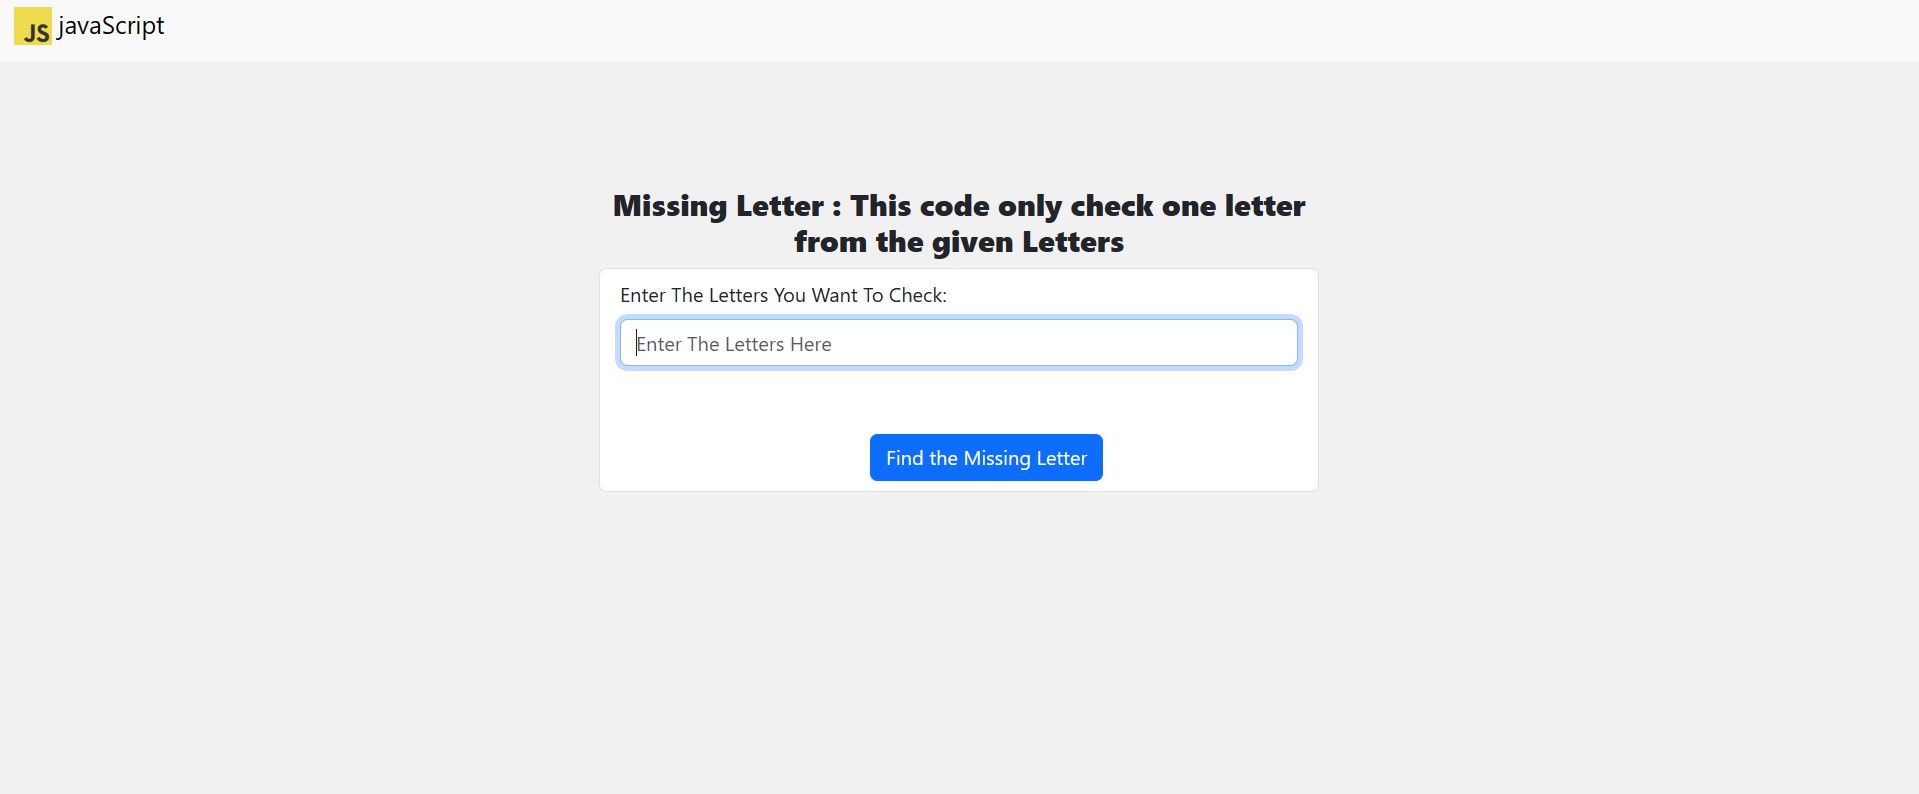 JS javaScript
Missing Letter : This code only check one letter
from the given Letters
Enter The Letters You Want To Check:
Enter The Letters Here
Find the Missing Letter